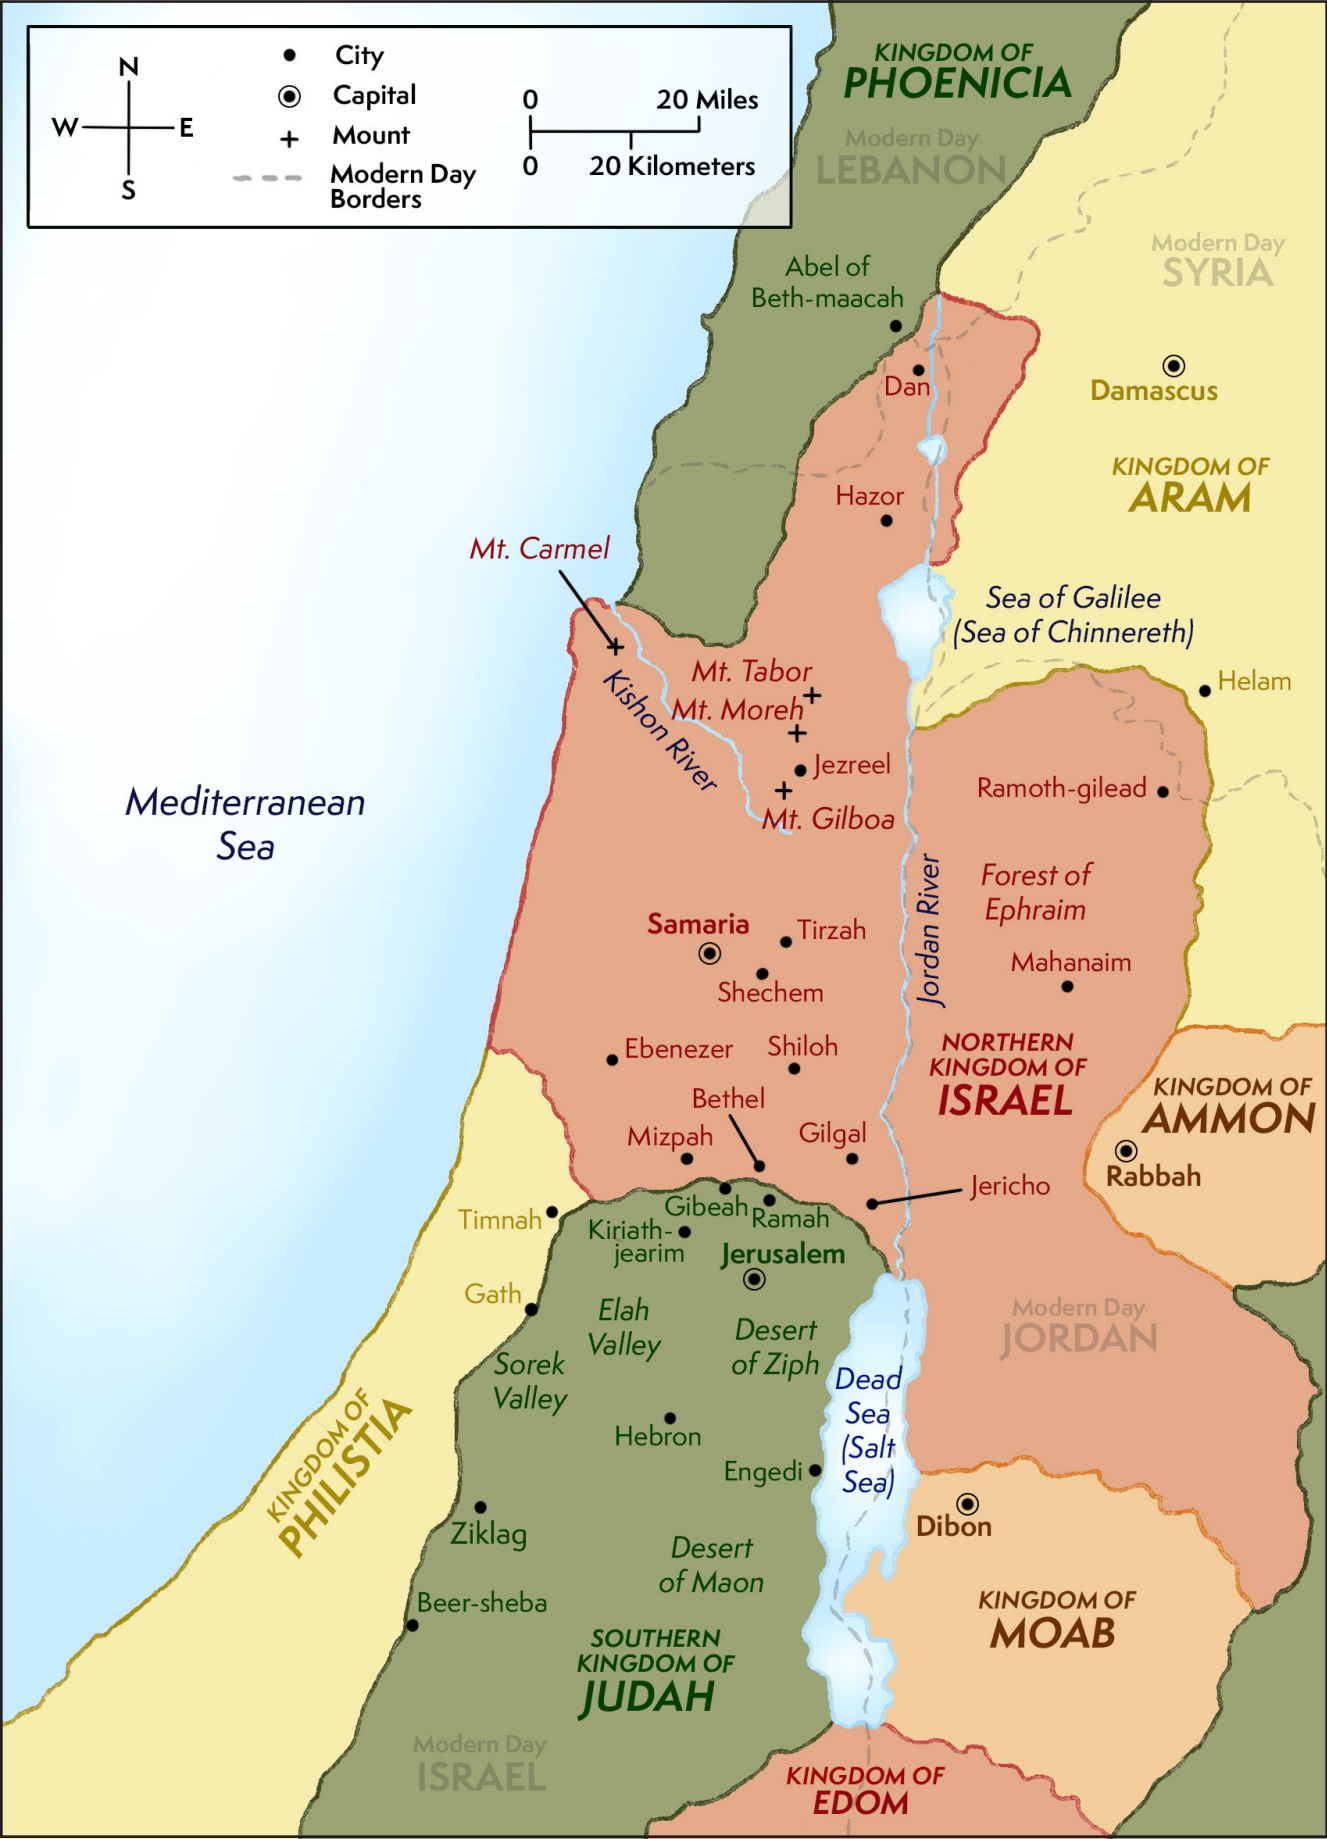 N
W
E
S
City
Capital
Mount
Modern Day
Borders
0
20 Miles
0
20 Kilometers
KINGDOM OF
PHOENICIA
Modern Day
LEBANON
Modern Day
SYRIA
Abel of
Beth-maacah
Dan
Damascus
KINGDOM OF
ARAM
Hazor
Mt. Carmel
Sea of Galilee
(Sea of Chinnereth)
Mt. Tabor
Helam
Mt. Moreh
Kishon River
Jezreel
Ramoth-gilead
Mt. Gilboa
Mediterranean
Sea
Jordan River
Forest of
Ephraim
Samaria
Tirzah
Mahanaim
Shechem
Ebenezer
Shiloh
NORTHERN
KINGDOM OF
ISRAEL
KINGDOM OF
AMMON
Bethel
Mizpah
Gilgal
Rabbah
Jericho
Timnah
Gibeah
Ramah
Kiriath-
jearim
Jerusalem
Gath
Elah
Valley
Desert
of Ziph
Modern Day
JORDAN
Sorek
Valley
Dead
Sea
(Salt
Sea)
KINGDOM OF
PHILISTIA
Hebron
Engedi
Dibon
Ziklag
Desert
of Maon
Beer-sheba
KINGDOM OF
MOAB
SOUTHERN
KINGDOM OF
JUDAH
Modern Day
ISRAEL
KINGDOM OF
EDOM